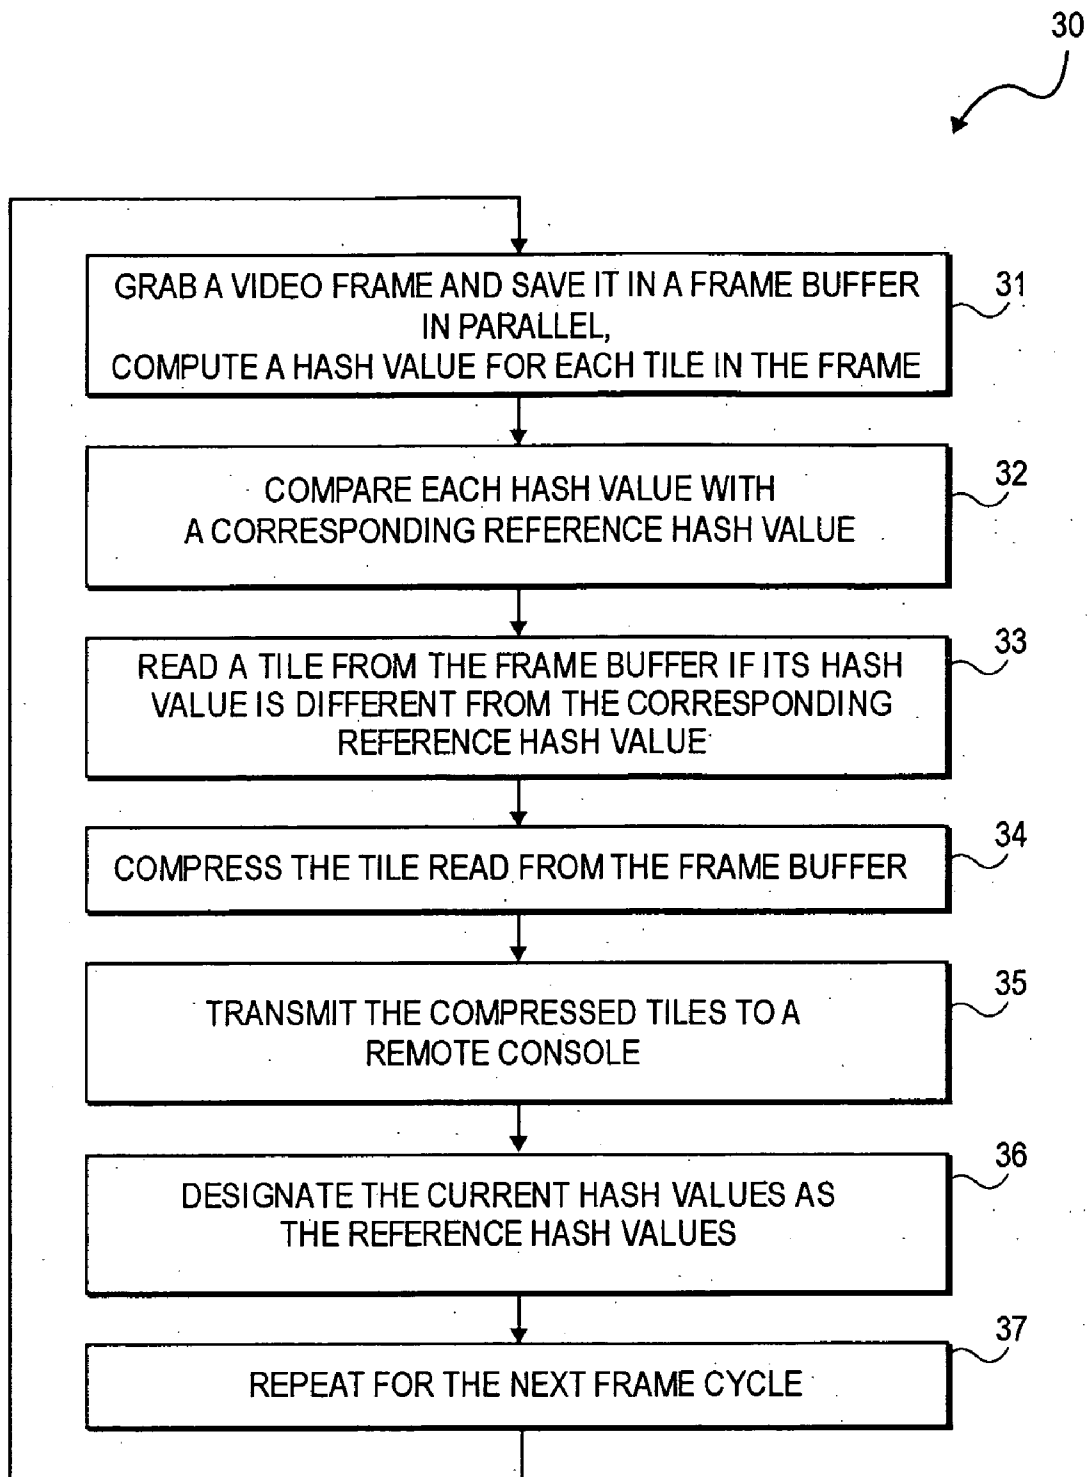 30
GRAB A VIDEO FRAME AND SAVE IT IN A FRAME BUFFER
IN PARALLEL,
COMPUTE A HASH VALUE FOR EACH TILE IN THE FRAME
31
COMPARE EACH HASH VALUE WITH
A CORRESPONDING REFERENCE HASH VALUE
32
READ A TILE FROM THE FRAME BUFFER IF ITS HASH
VALUE IS DIFFERENT FROM THE CORRESPONDING
REFERENCE HASH VALUE
33
COMPRESS THE TILE READ FROM THE FRAME BUFFER
34
TRANSMIT THE COMPRESSED TILES TO A
REMOTE CONSOLE
35
DESIGNATE THE CURRENT HASH VALUES AS
THE REFERENCE HASH VALUES
36
REPEAT FOR THE NEXT FRAME CYCLE
37